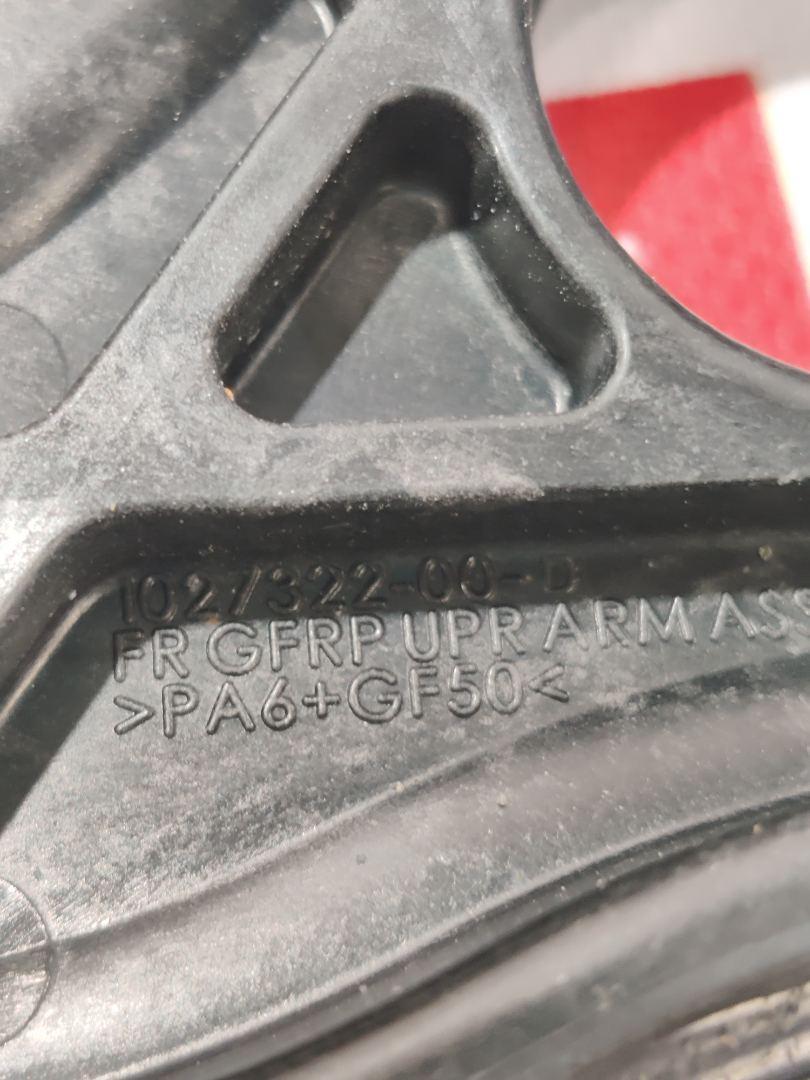 1027322-00-D
FR GFRP UPR ARM ASS
>PA6+GF50<